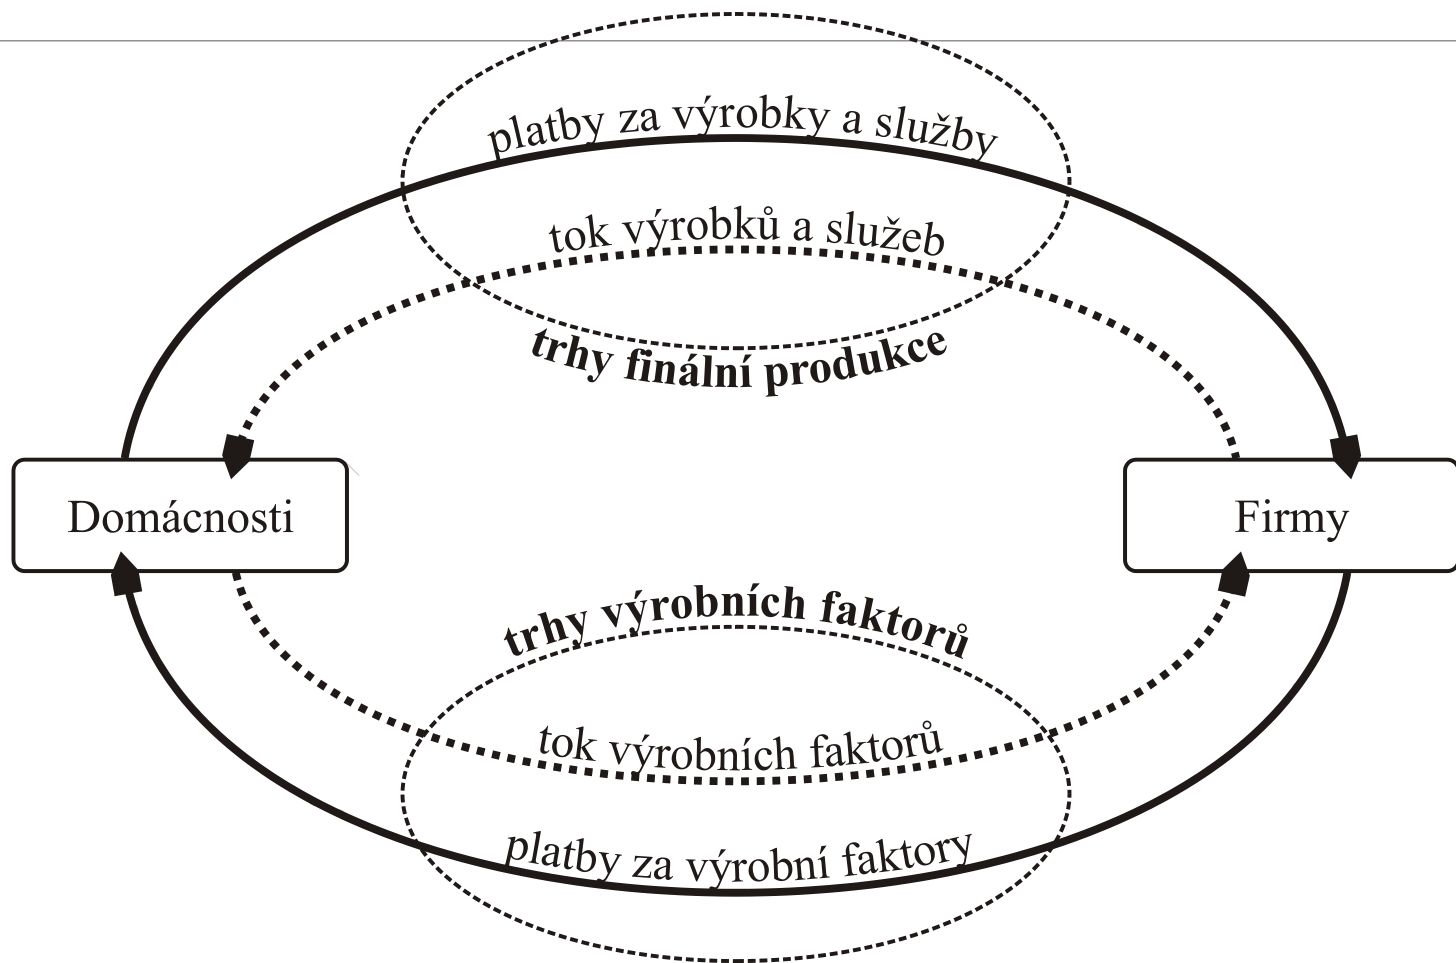 platby za výrobky a služby
tok výrobků a služeb
trhy finální produkce
Domácnosti
Firmy
trhy výrobních faktorů
tok výrobních faktorů
platby za výrobní faktory